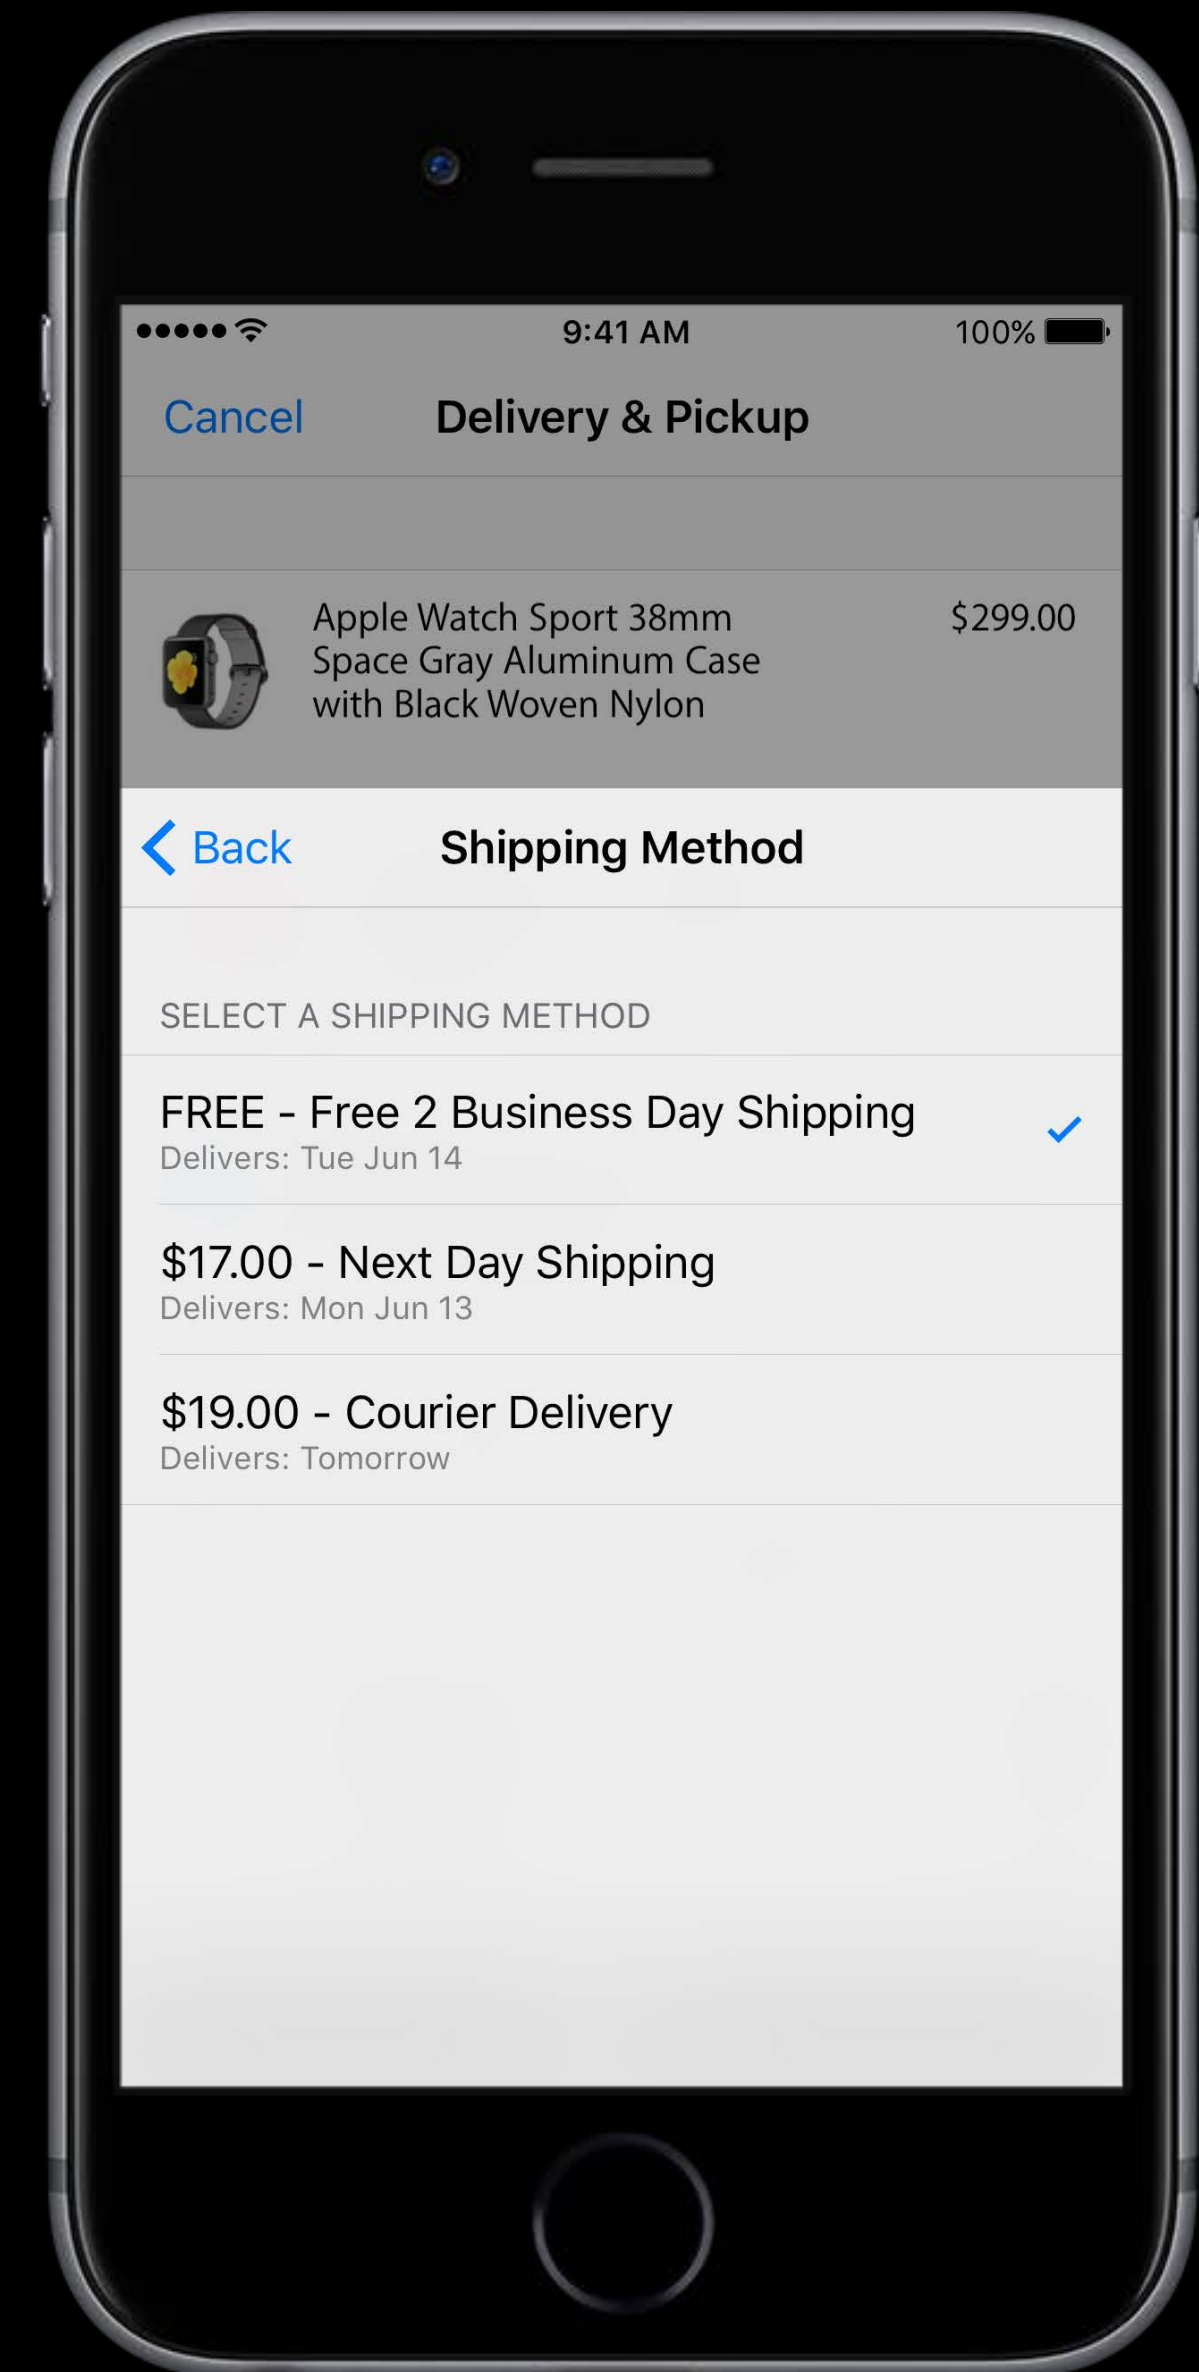 9:41 AM
100%
Cancel
Delivery & Pickup
Apple Watch Sport 38mm
$299.00
Space Gray Aluminum Case
with Black Woven Nylon
Back
Shipping Method
SELECT A SHIPPING METHOD
FREE - Free 2 Business Day Shipping
Delivers: Tue Jun 14
$17.00 - Next Day Shipping
Delivers: Mon Jun 13
$19.00 - Courier Delivery
Delivers: Tomorrow